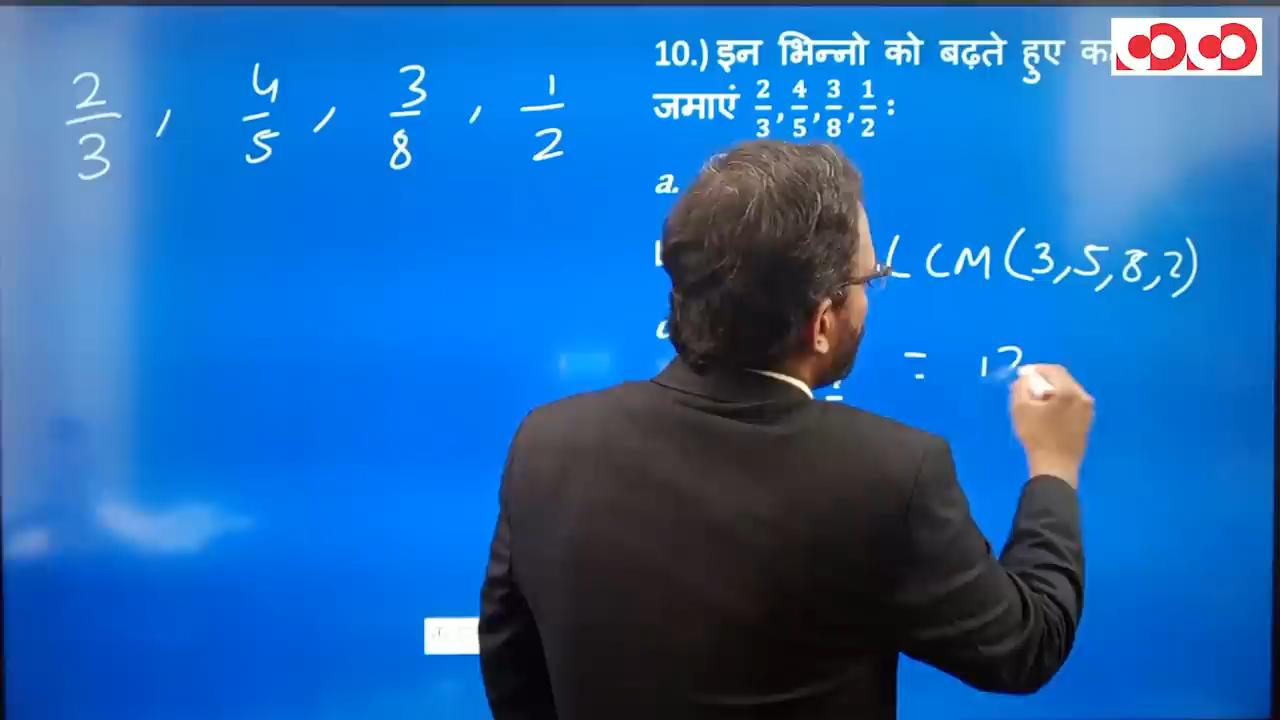 10.) इन भिन्नो को बढ़ते हुए
जमाएं 2/3, 4/5, 3/8, 1/2 :
2/3 , 4/5 , 3/8 , 1/2
a.
LCM (3,5,8,2)
= 12